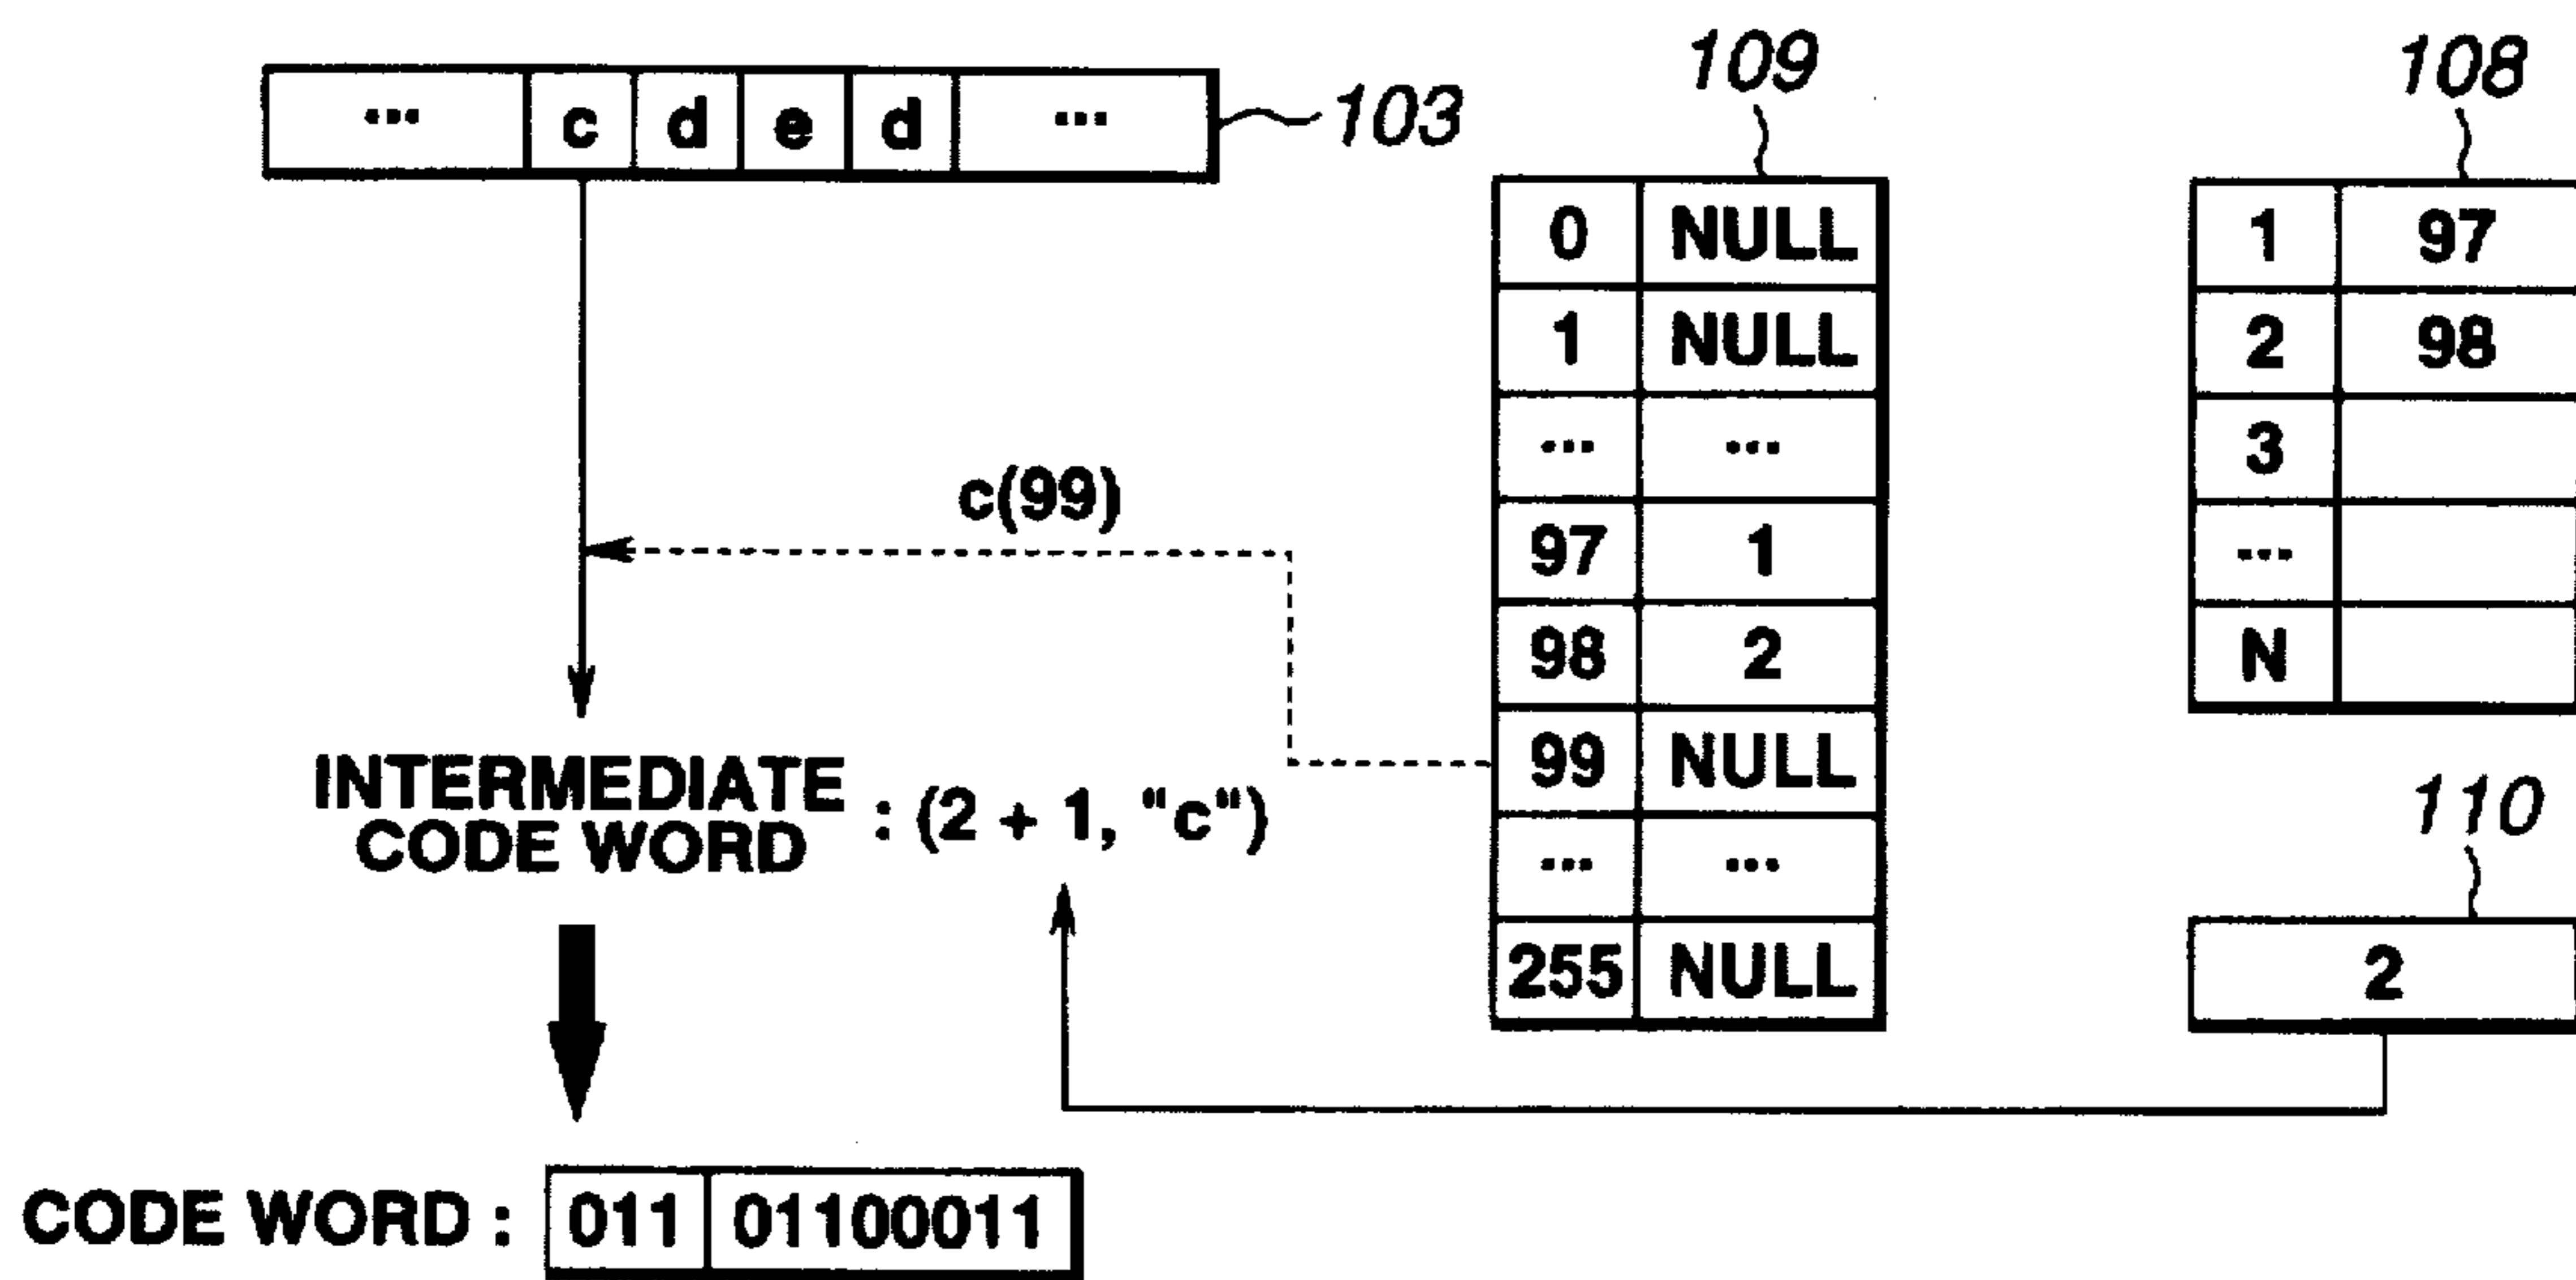 109
108
... c d e d ... 103
0 NULL
1 NULL
... ...
97 1
98 2
99 NULL
... ...
255 NULL
1 97
2 98
3
...
N
c(99)
110
2
INTERMEDIATE
CODE WORD : (2 + 1, "c")
CODE WORD : 011 01100011